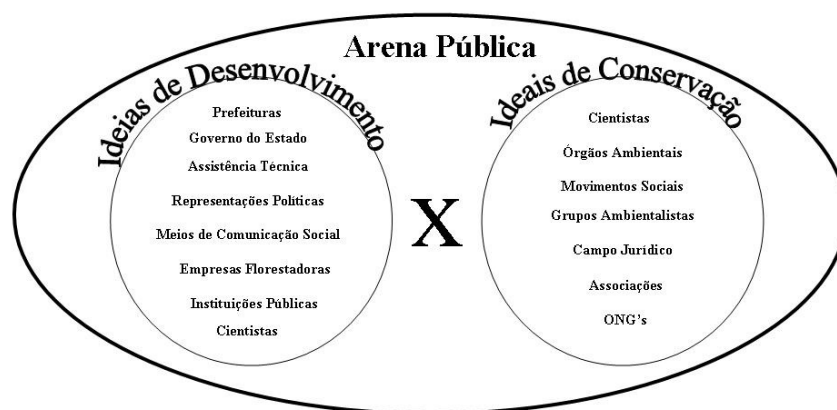 Arena Pública
Ideias de Desenvolvimento
Prefeituras
Governo do Estado
Assistência Técnica
Representações Políticas
Meios de Comunicação Social
Empresas Florestadoras
Instituições Públicas
Cientistas
X
Ideais de Conservação
Cientistas
Órgãos Ambientais
Movimentos Sociais
Grupos Ambientalistas
Campo Jurídico
Associações
ONG's